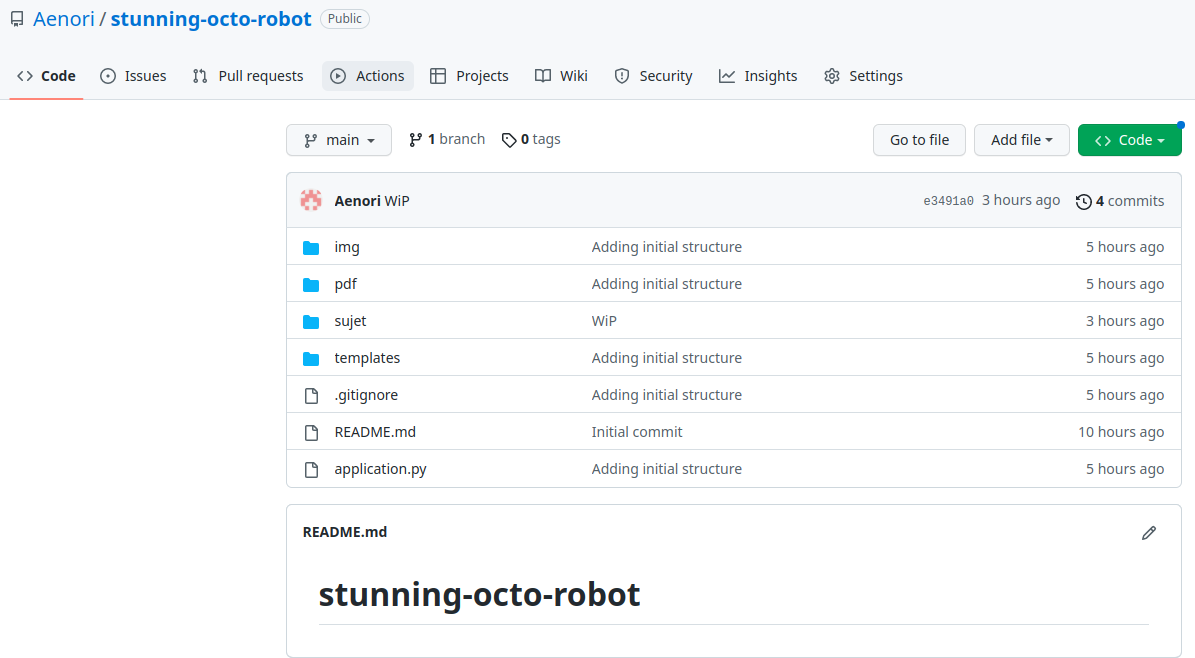 Aenori / stunning-octo-robot Public
Code Issues Pull requests Actions Projects Wiki Security Insights Settings
main 1 branch 0 tags Go to file Add file Code
Aenori WiP e3491a0 3 hours ago 4 commits
img Adding initial structure 5 hours ago
pdf Adding initial structure 5 hours ago
sujet WiP 3 hours ago
templates Adding initial structure 5 hours ago
.gitignore Adding initial structure 5 hours ago
README.md Initial commit 10 hours ago
application.py Adding initial structure 5 hours ago
README.md
stunning-octo-robot